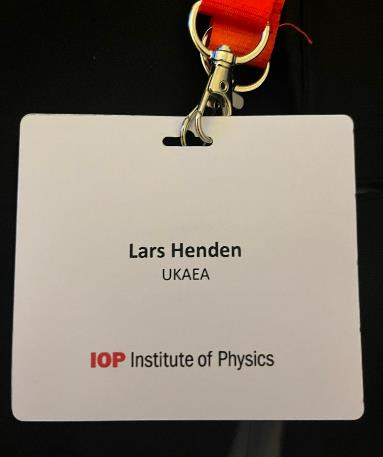 Lars Henden
UKAEA
IOP Institute of Physics